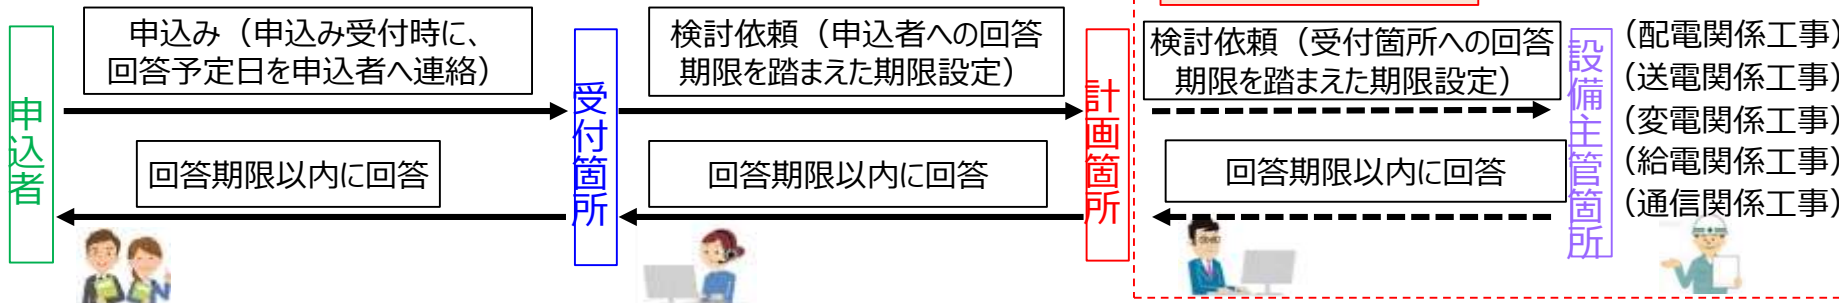 申込者
申込み（申込み受付時に、
回答予定日を申込者へ連絡）
回答期限以内に回答
受付箇所
検討依頼（申込者への回答
期限を踏まえた期限設定）
回答期限以内に回答
計画箇所
検討依頼（受付箇所への回答
期限を踏まえた期限設定）
回答期限以内に回答
設備主管箇所
（配電関係工事）
（送電関係工事）
（変電関係工事）
（給電関係工事）
（通信関係工事）